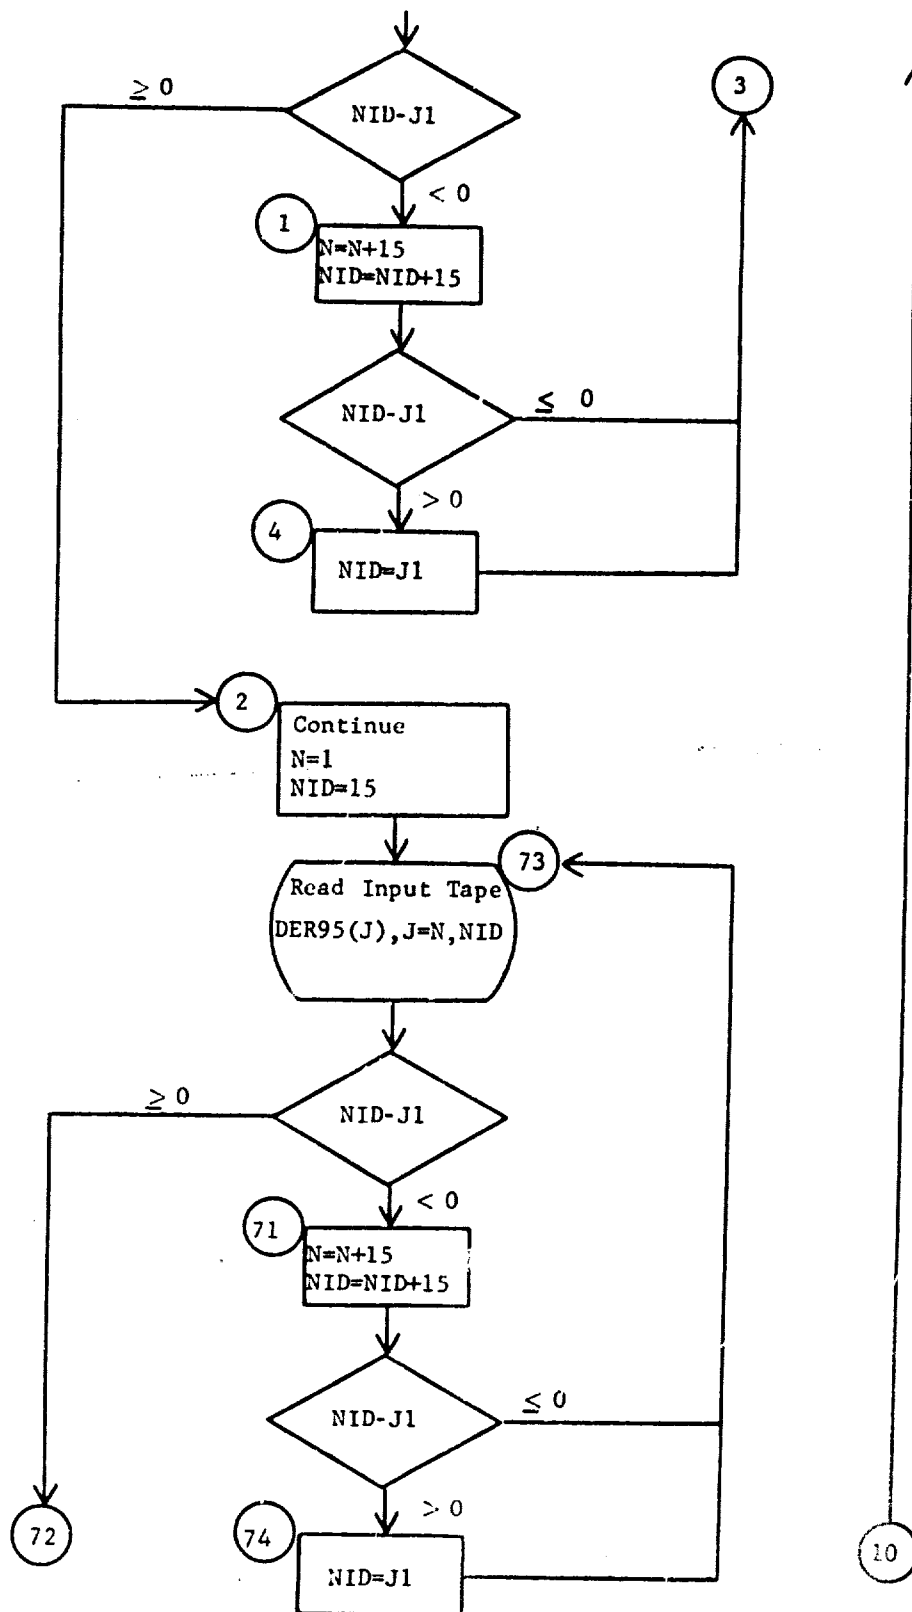 ≥ 0
NID-J1
3
< 0
1
N=N+15
NID=NID+15
NID-J1
≤ 0
> 0
4
NID=J1
2
Continue
N=1
NID=15
73
Read Input Tape
DER95(J),J=N,NID
≥ 0
NID-J1
< 0
71
N=N+15
NID=NID+15
NID-J1
≤ 0
> 0
72
74
NID=J1
10